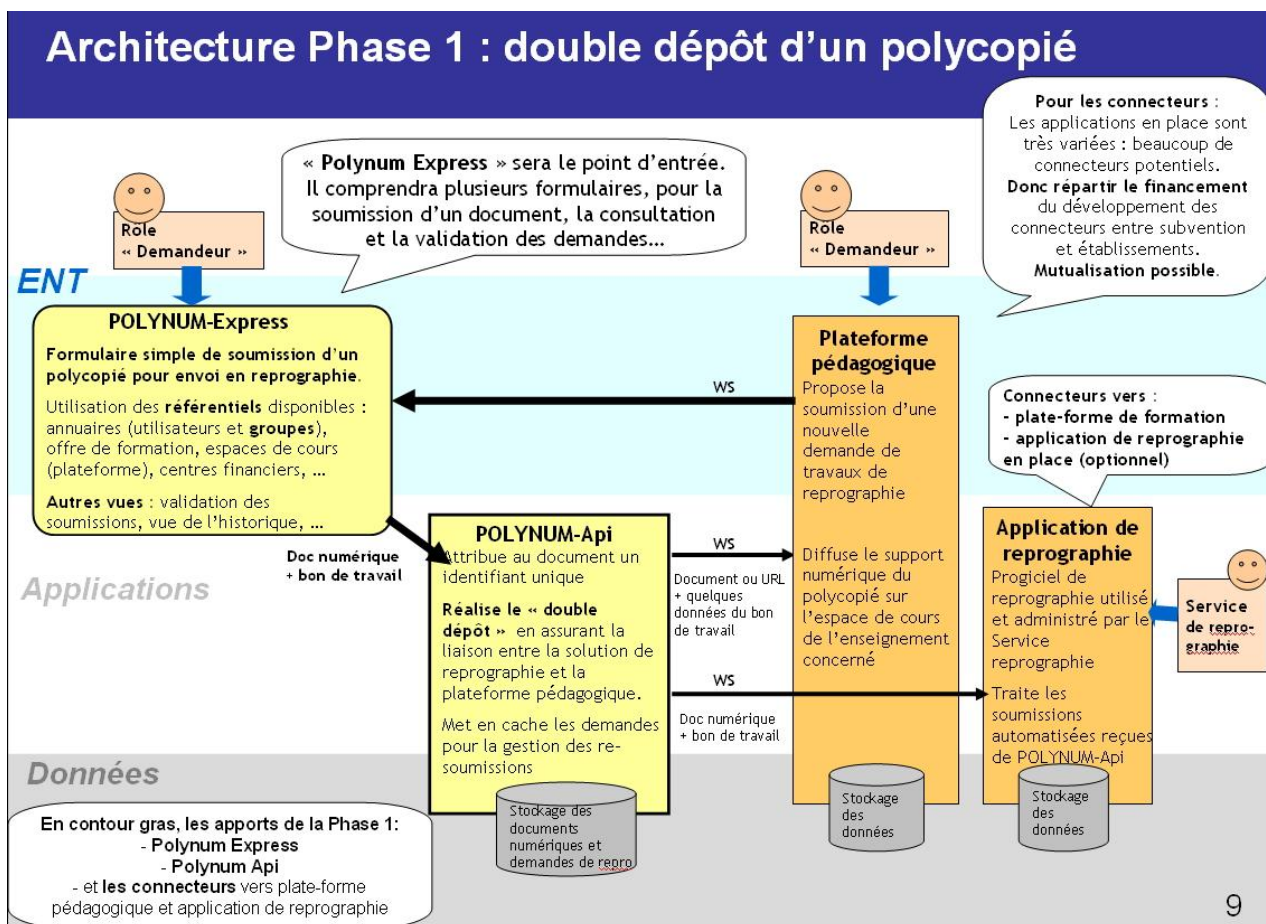 Architecture Phase 1 : double dépôt d’un polycopié
Pour les connecteurs :
Les applications en place sont
très variées : beaucoup de
connecteurs potentiels.
Donc répartir le financement
du développement des
connecteurs entre subvention
et établissements.
Mutualisation possible.
« Polynum Express » sera le point d’entrée.
Il comprendra plusieurs formulaires, pour la
soumission d’un document, la consultation
et la validation des demandes...
Rôle
« Demandeur »
Rôle
« Demandeur »
ENT
POLYNUM-Express
Formulaire simple de soumission d’un
polycopié pour envoi en reprographie.
Utilisation des référentiels disponibles :
annuaires (utilisateurs et groupes),
offre de formation, espaces de cours
(plateforme), centres financiers, ...
Autres vues : validation des
soumissions, vue de l’historique, ...
WS
Plateforme
pédagogique
Propose la
soumission d’une
nouvelle
demande de
travaux de
reprographie
Diffuse le support
numérique du
polycopié sur
l’espace de cours
de l’enseignement
concerné
Connecteurs vers :
- plate-forme de formation
- application de reprographie
en place (optionnel)
Doc numérique
+ bon de travail
Applications
POLYNUM-Api
Attribue au document un
identifiant unique
Réalise le « double
dépôt » en assurant la
liaison entre la solution de
reprographie et la
plateforme pédagogique.
Met en cache les demandes
pour la gestion des re-
soumissions
WS
Document ou URL
+ quelques
données du bon
de travail
WS
Doc numérique
+ bon de travail
Application de
reprographie
Progiciel de
reprographie utilisé
et administré par le
Service
reprographie
Traite les
soumissions
automatisées reçues
de POLYNUM-Api
Service
de repro-
graphie
Données
Stockage des
documents
numériques et
demandes de repro
Stockage
des
données
Stockage
des
données
En contour gras, les apports de la Phase 1:
- Polynum Express
- Polynum Api
- et les connecteurs vers plate-forme
pédagogique et application de reprographie
9